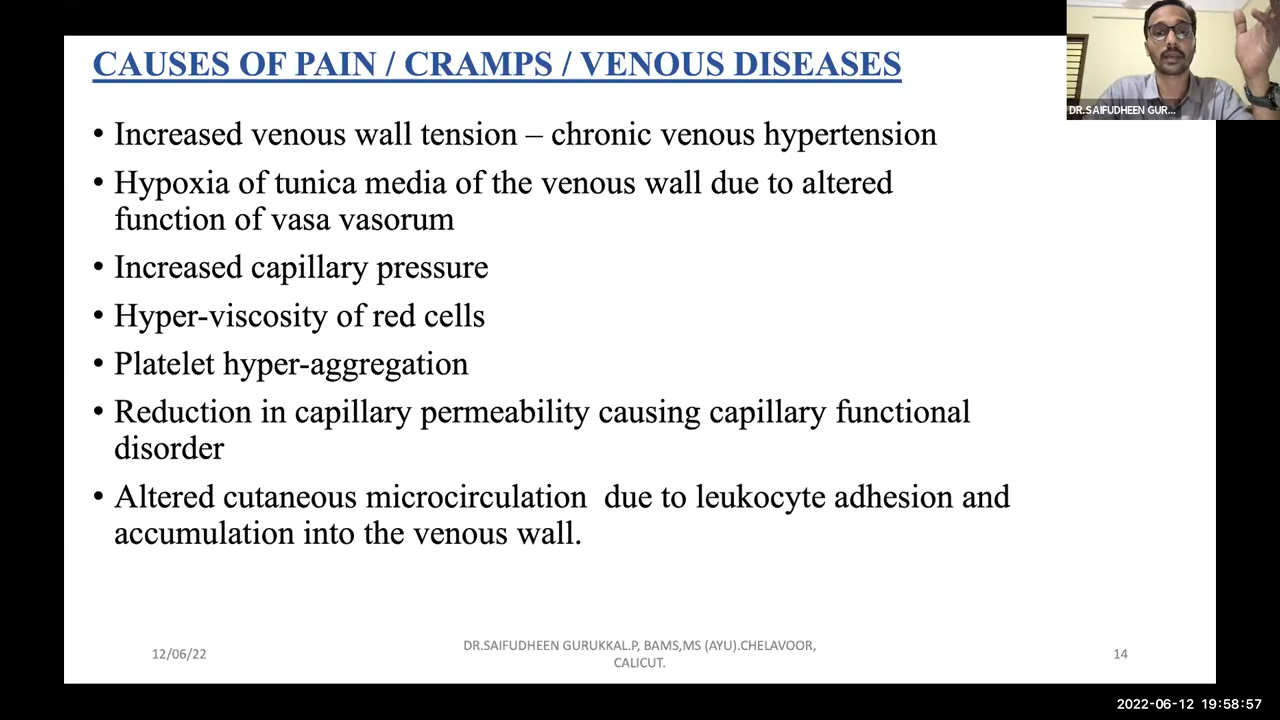 CAUSES OF PAIN / CRAMPS / VENOUS DISEASES
DR.SAIFUDHEEN GUR...
• Increased venous wall tension – chronic venous hypertension
• Hypoxia of tunica media of the venous wall due to altered
function of vasa vasorum
• Increased capillary pressure
• Hyper-viscosity of red cells
• Platelet hyper-aggregation
• Reduction in capillary permeability causing capillary functional
disorder
• Altered cutaneous microcirculation  due to leukocyte adhesion and
accumulation into the venous wall.
12/06/22
DR.SAIFUDHEEN GURUKKAL.P, BAMS,MS (AYU).CHELAVOOR,
CALICUT.
14
2022-06-12 19:58:57